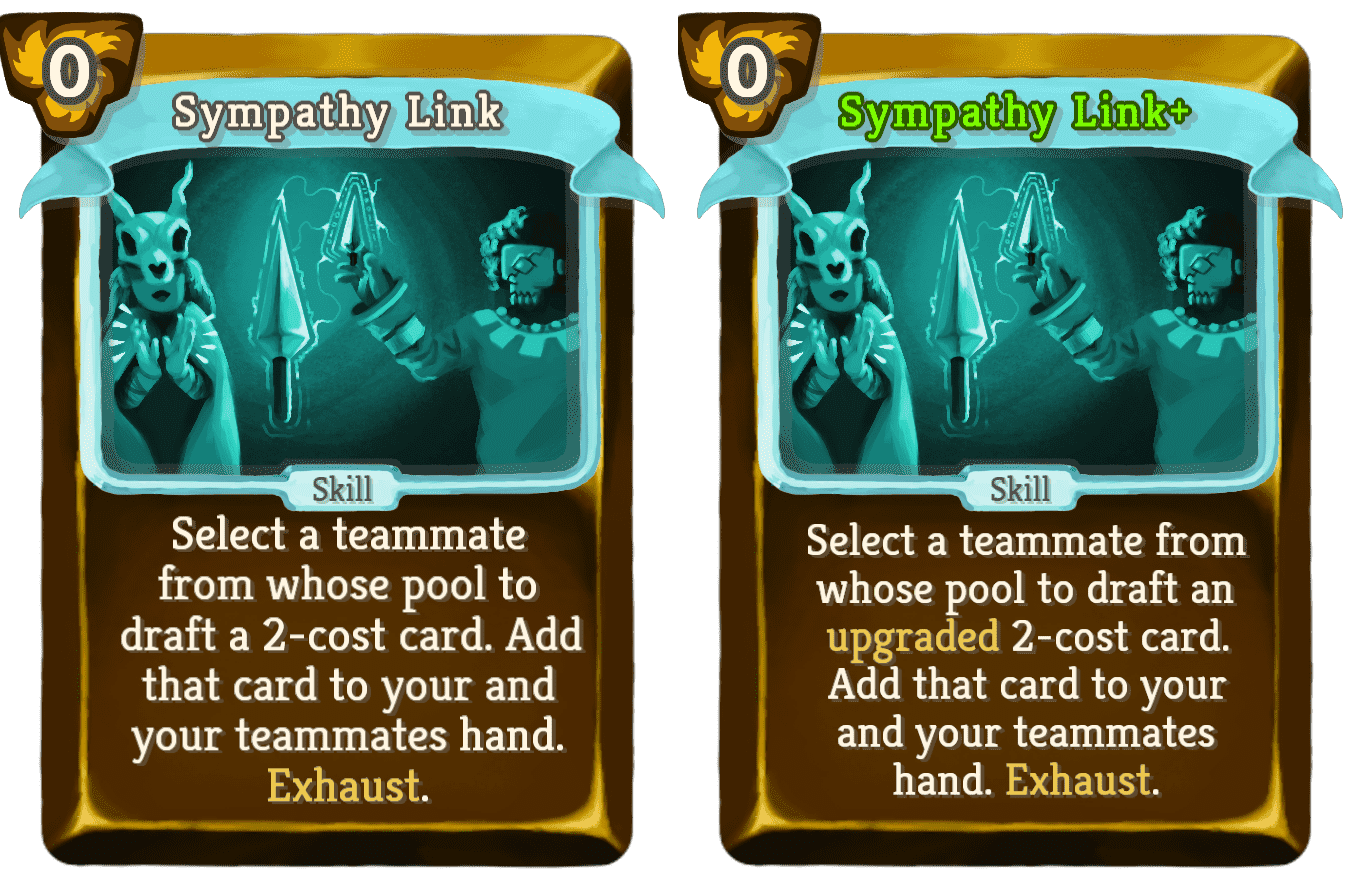 0
Sympathy Link
Skill
Select a teammate
from whose pool to
draft a 2-cost card. Add
that card to your and
your teammates hand.
Exhaust.
0
Sympathy Link+
Skill
Select a teammate from
whose pool to draft an
upgraded 2-cost card.
Add that card to your
and your teammates
hand. Exhaust.